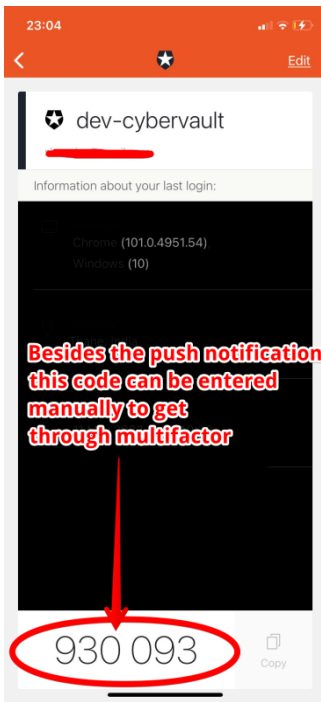 23:04
Edit
dev-cybervault
Information about your last login:
Chrome (101.0.4951.54)
Windows (10)
Besides the push notification
this code can be entered
manually to get
through multifactor
930 093
Copy